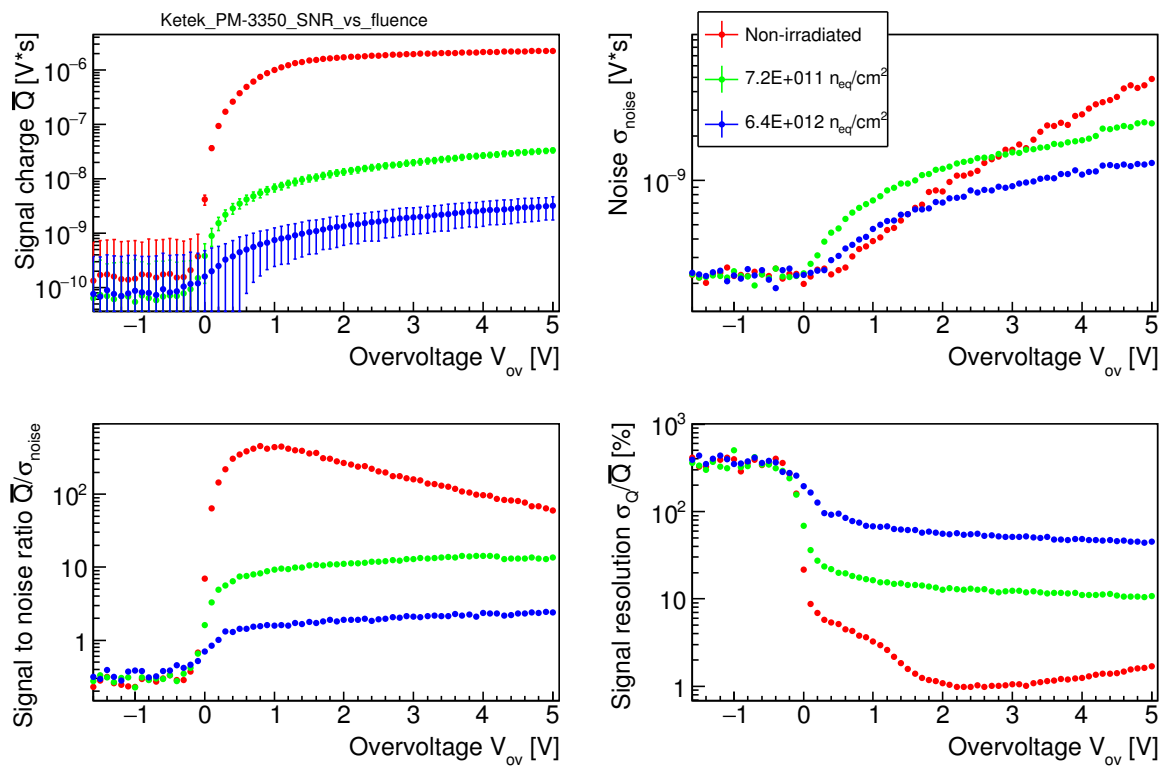 Ketek_PM-3350_SNR_vs_fluence
Signal charge Q̅ [V*s]
10⁻⁶
10⁻⁷
10⁻⁸
10⁻⁹
10⁻¹⁰
−1 0 1 2 3 4 5
Overvoltage V_ov [V]
Non-irradiated
7.2E+011 n_eq/cm²
6.4E+012 n_eq/cm²
Noise σ_noise [V*s]
10⁻⁹
−1 0 1 2 3 4 5
Overvoltage V_ov [V]
Signal to noise ratio Q̅/σ_noise
10²
10
1
−1 0 1 2 3 4 5
Overvoltage V_ov [V]
Signal resolution σ_Q/Q̅ [%]
10³
10²
10
1
−1 0 1 2 3 4 5
Overvoltage V_ov [V]